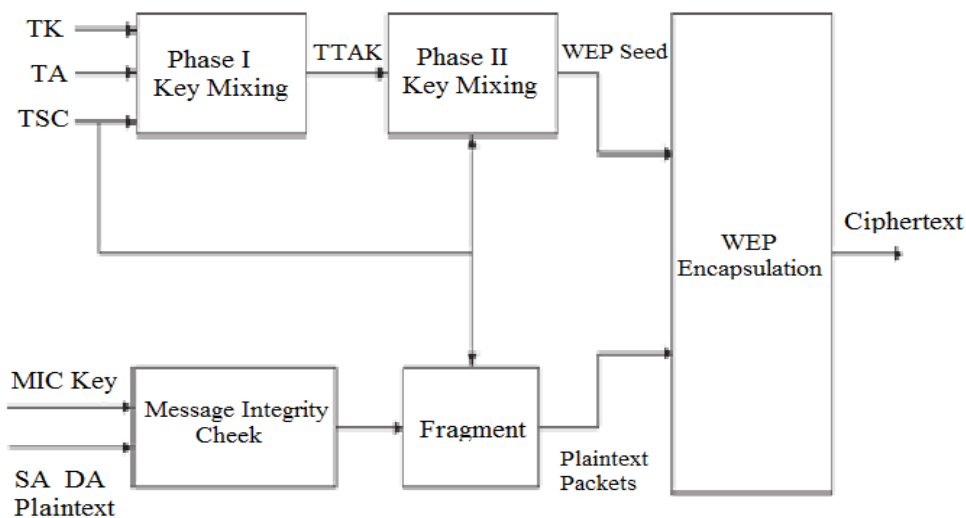 TK
TA
TSC
Phase I
Key Mixing
TTAK
Phase II
Key Mixing
WEP Seed
WEP
Encapsulation
Ciphertext
MIC Key
SA DA
Plaintext
Message Integrity
Cheek
Fragment
Plaintext
Packets